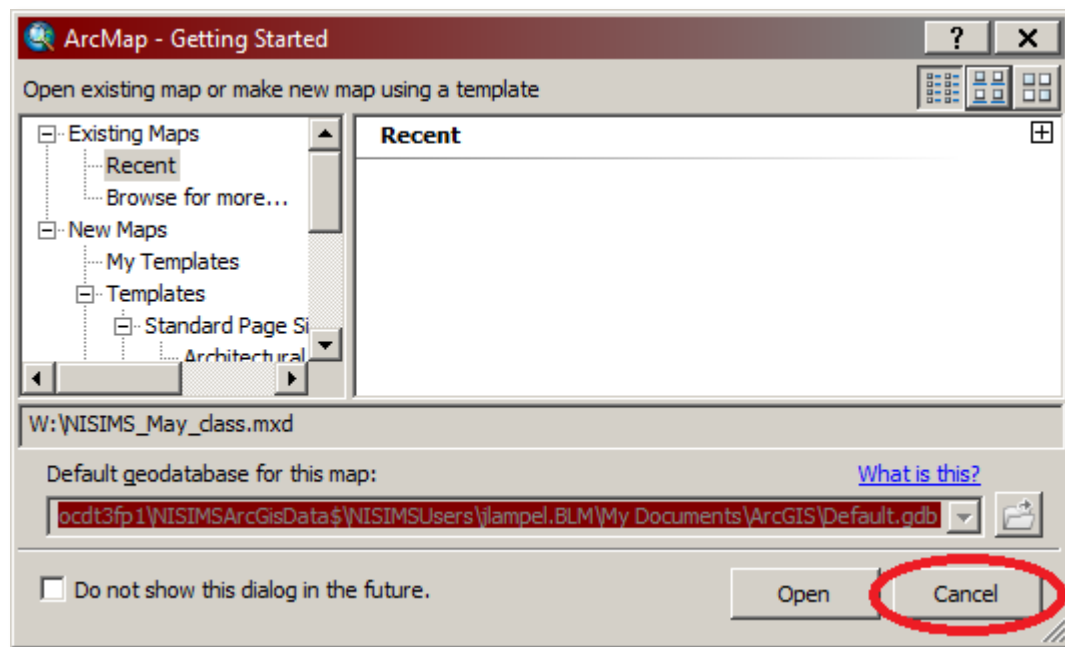 ArcMap - Getting Started
Open existing map or make new map using a template
Existing Maps
Recent
Browse for more...
New Maps
My Templates
Templates
Standard Page Si
Architectural
Recent
W:\NISIMS_May_class.mxd
Default geodatabase for this map:
What is this?
ocdt3fp1\NISIMSArcGisData$\NISIMSUsers\jlampel.BLM\My Documents\ArcGIS\Default.gdb
Do not show this dialog in the future.
Open
Cancel